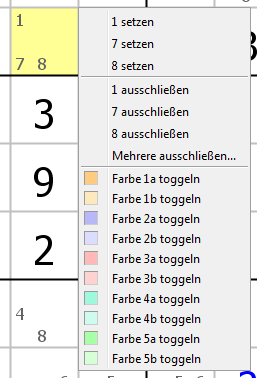 1
7 8
3
9
2
4
8
1 setzen
7 setzen
8 setzen
1 ausschließen
7 ausschließen
8 ausschließen
Mehrere ausschließen...
Farbe 1a toggeln
Farbe 1b toggeln
Farbe 2a toggeln
Farbe 2b toggeln
Farbe 3a toggeln
Farbe 3b toggeln
Farbe 4a toggeln
Farbe 4b toggeln
Farbe 5a toggeln
Farbe 5b toggeln